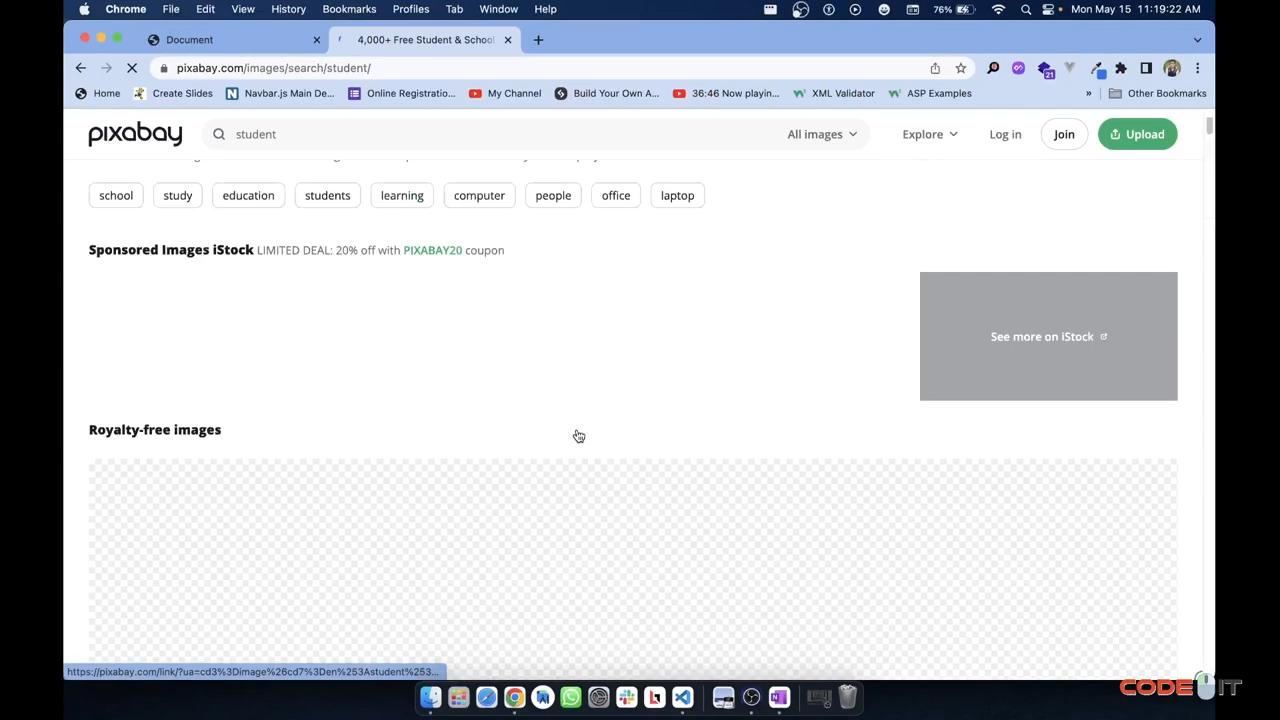 Chrome File Edit View History Bookmarks Profiles Tab Window Help 76% Mon May 15 11:19:22 AM
Document 4,000+ Free Student & School
pixabay.com/images/search/student/
Home Create Slides Navbar.js Main De... Online Registratio... My Channel Build Your Own A... 36:46 Now playin... XML Validator ASP Examples » Other Bookmarks
21
pixabay student All images Explore Log in Join Upload
school study education students learning computer people office laptop
Sponsored Images iStock LIMITED DEAL: 20% off with PIXABAY20 coupon
See more on iStock
Royalty-free images
https://pixabay.com/link/?ua=cd3%3Dimage%26cd7%3Den%253Astudent%253...
CODE IT